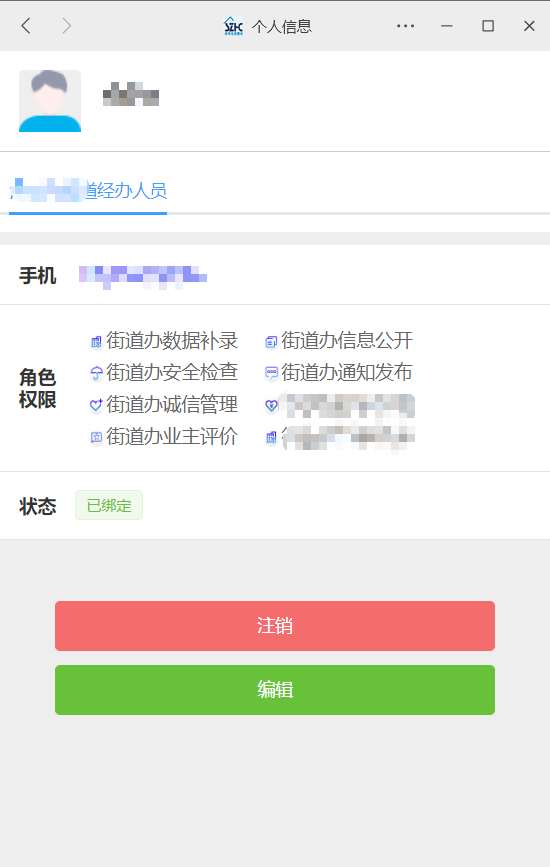 SZHC 个人信息
道经办人员
手机
角色权限
街道办数据补录 街道办信息公开
街道办安全检查 街道办通知发布
街道办诚信管理
街道办业主评价
状态 已绑定
注销
编辑